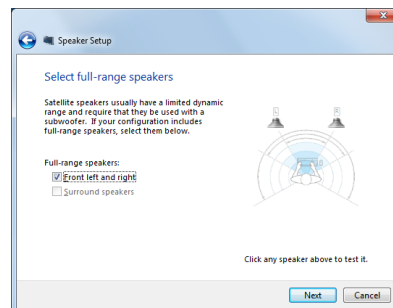 Speaker Setup
Select full-range speakers
Satellite speakers usually have a limited dynamic
range and require that they be used with a
subwoofer. If your configuration includes
full-range speakers, select them below.
Full-range speakers:
Front left and right
Surround speakers
Click any speaker above to test it.
Next
Cancel